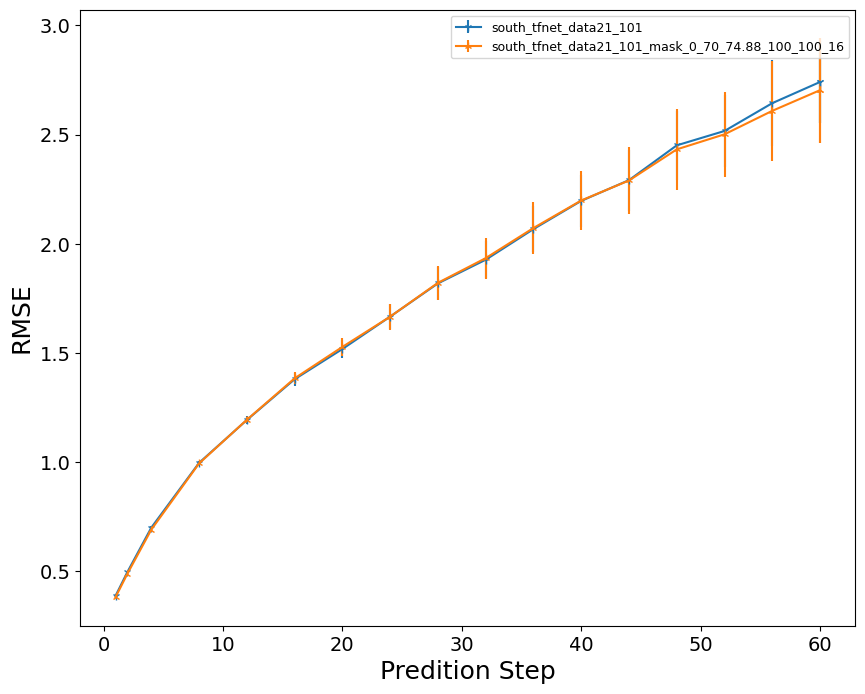 south_tfnet_data21_101
south_tfnet_data21_101_mask_0_70_74.88_100_100_16
3.0
2.5
2.0
1.5
1.0
0.5
RMSE
0 10 20 30 40 50 60
Predition Step